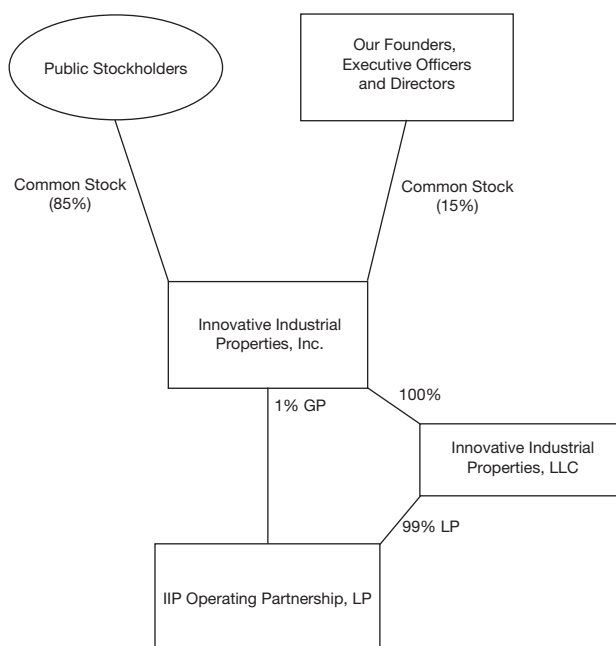 Public Stockholders
Our Founders,
Executive Officers
and Directors
Common Stock
(85%)
Common Stock
(15%)
Innovative Industrial
Properties, Inc.
1% GP
100%
Innovative Industrial
Properties, LLC
99% LP
IIP Operating Partnership, LP